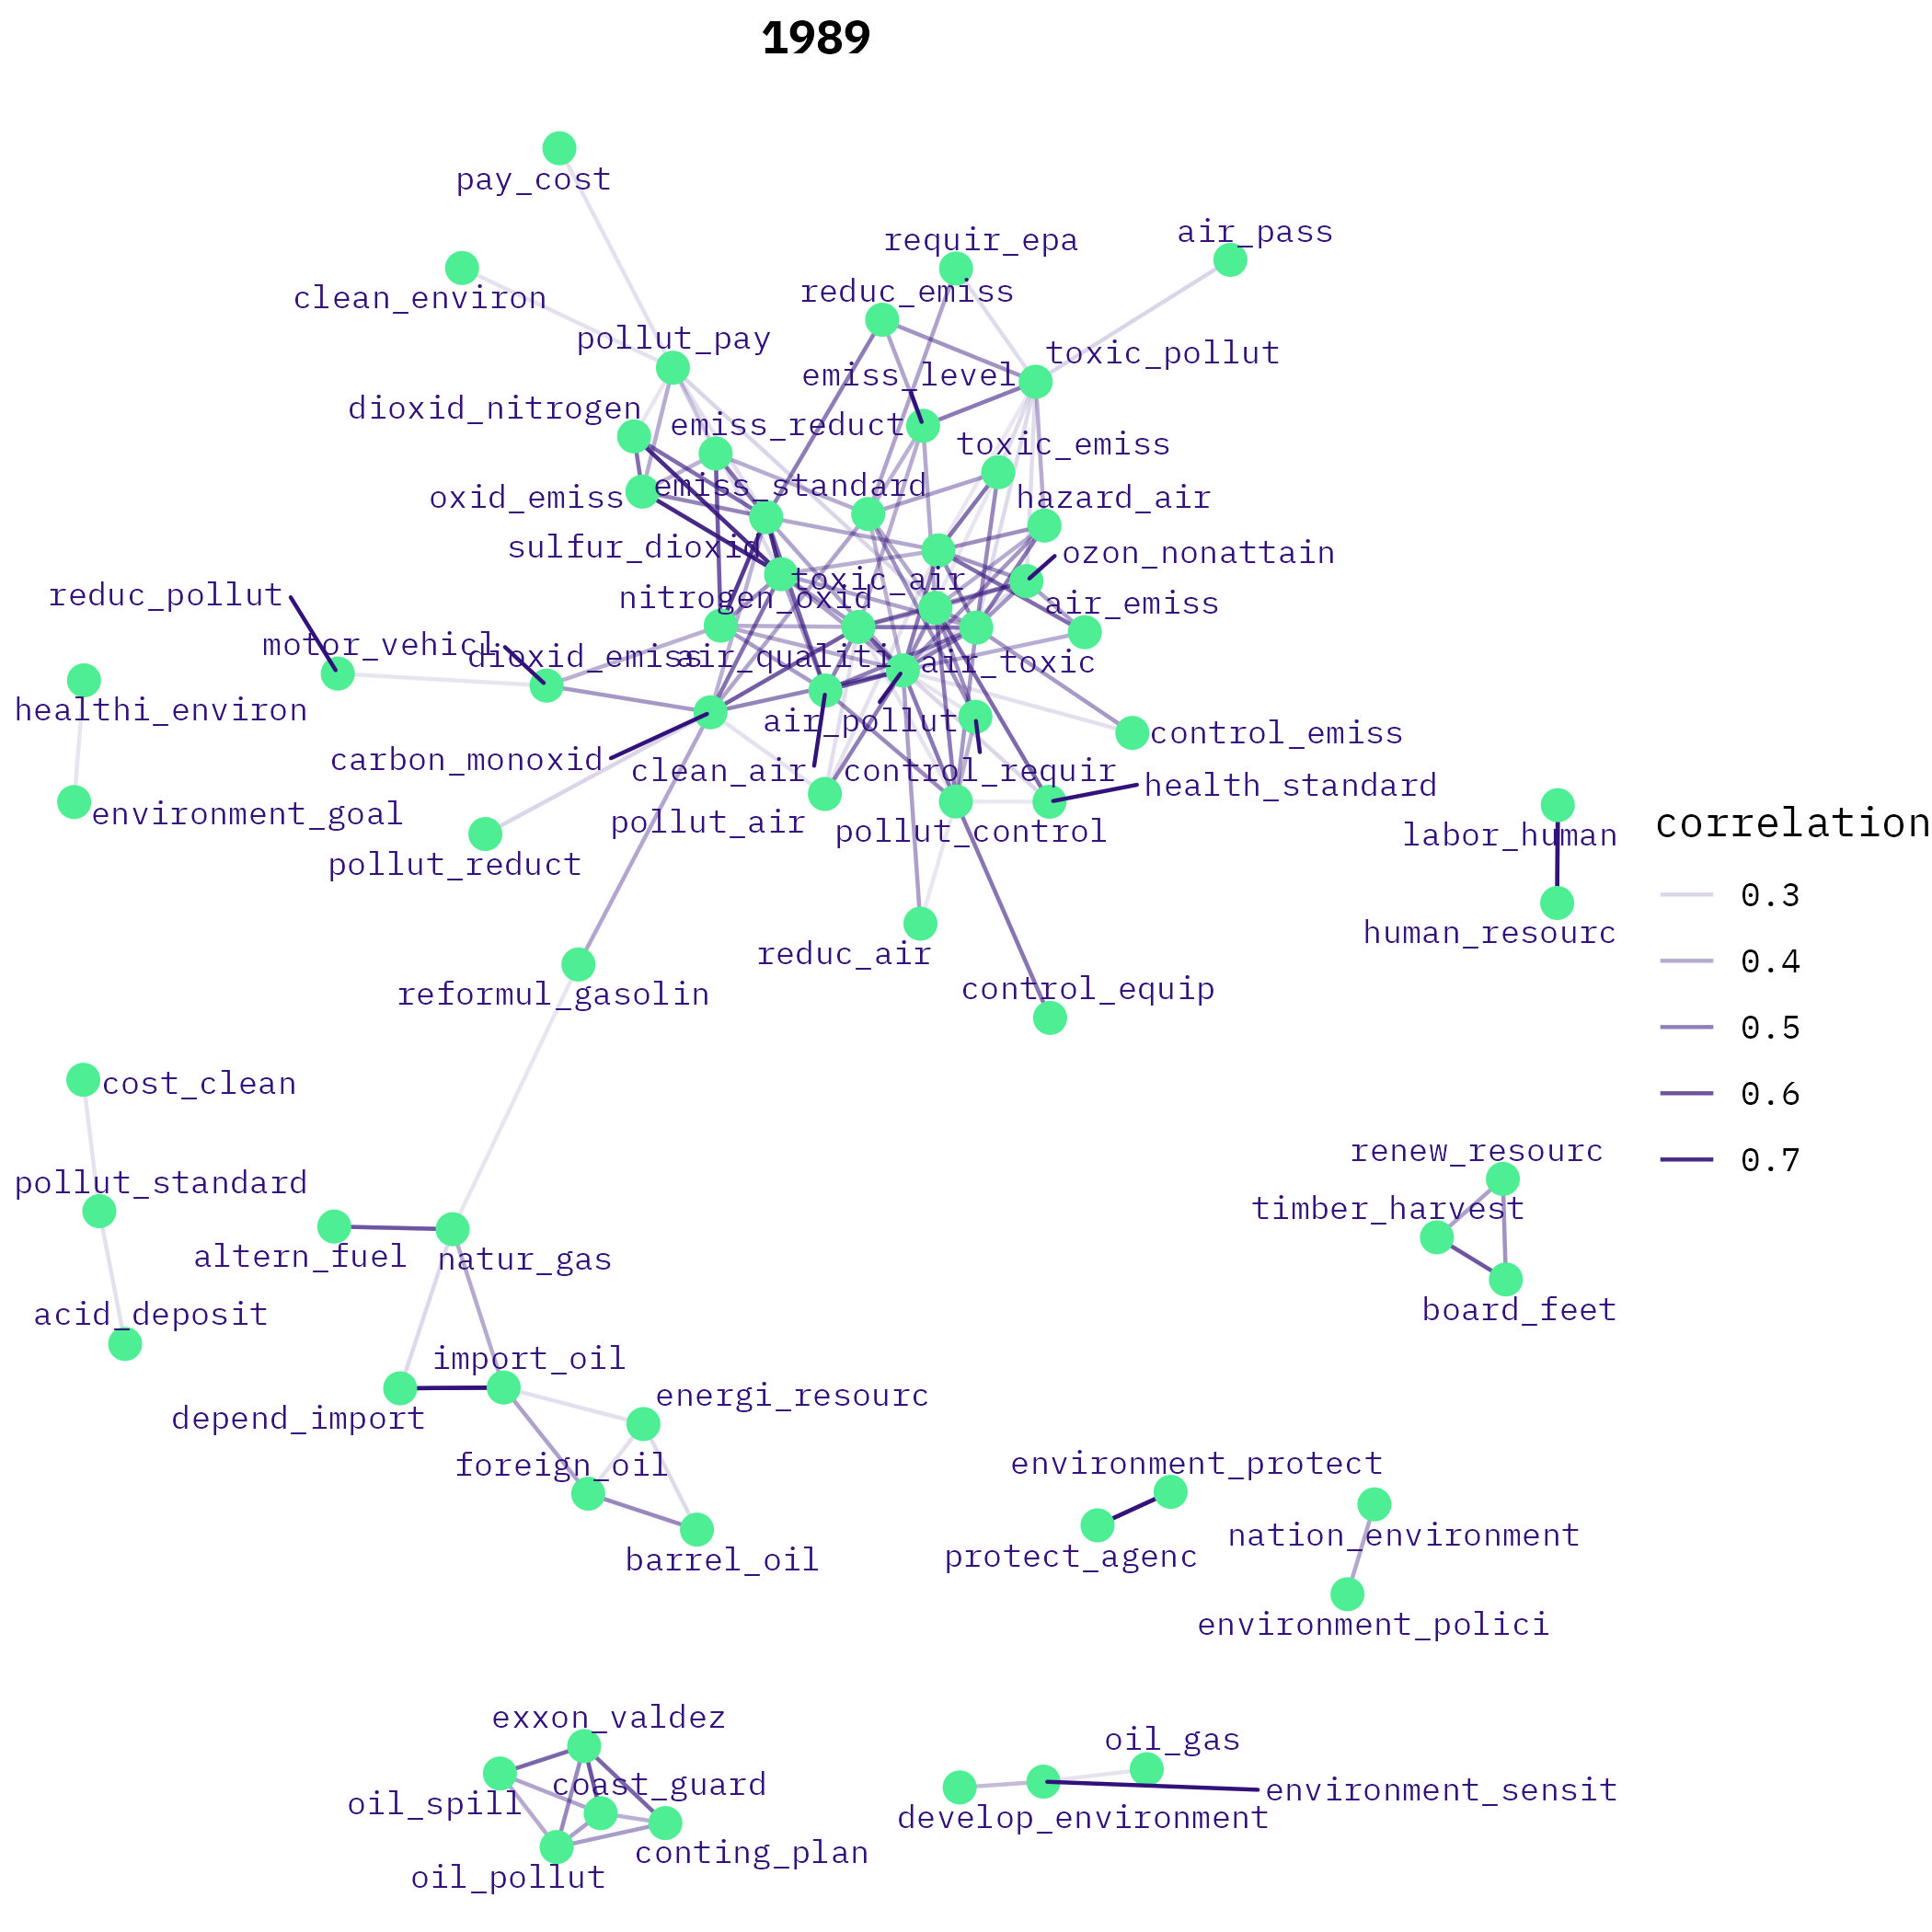 1989
pay_cost
requir_epa
air_pass
clean_environ
reduc_emiss
pollut_pay
toxic_pollut
emiss_level
dioxid_nitrogen
emiss_reduct
toxic_emiss
emiss_standard
oxid_emiss
hazard_air
sulfur_dioxid
ozon_nonattain
toxic_air
reduc_pollut
nitrogen_oxid
air_emiss
motor_vehicl
dioxid_emiss
air_qualiti
air_toxic
healthi_environ
air_pollut
control_emiss
carbon_monoxid
clean_air
control_requir
health_standard
environment_goal
pollut_air
pollut_control
labor_human
correlation
pollut_reduct
0.3
human_resourc
reduc_air
0.4
reformul_gasolin
control_equip
0.5
cost_clean
0.6
renew_resourc
0.7
pollut_standard
timber_harvest
altern_fuel
natur_gas
acid_deposit
board_feet
import_oil
energi_resourc
depend_import
foreign_oil
environment_protect
nation_environment
barrel_oil
protect_agenc
environment_polici
exxon_valdez
oil_gas
coast_guard
environment_sensit
oil_spill
develop_environment
conting_plan
oil_pollut